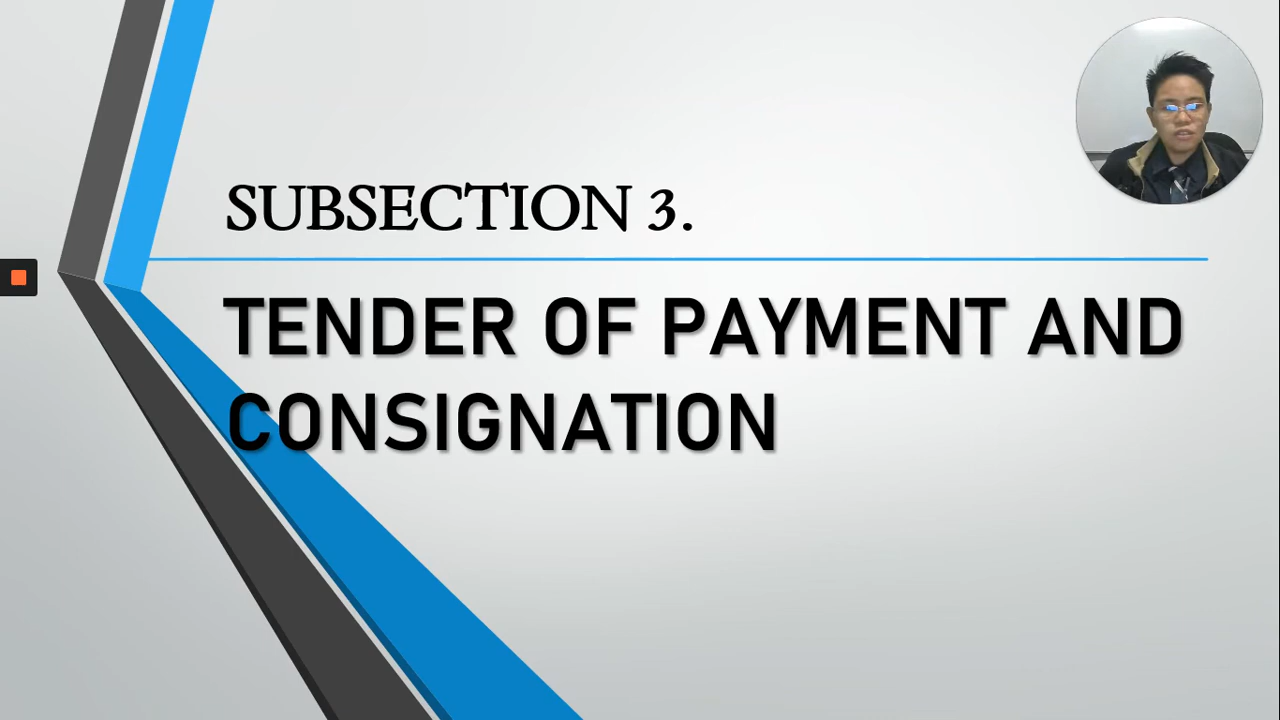 SUBSECTION 3.
TENDER OF PAYMENT AND
CONSIGNATION